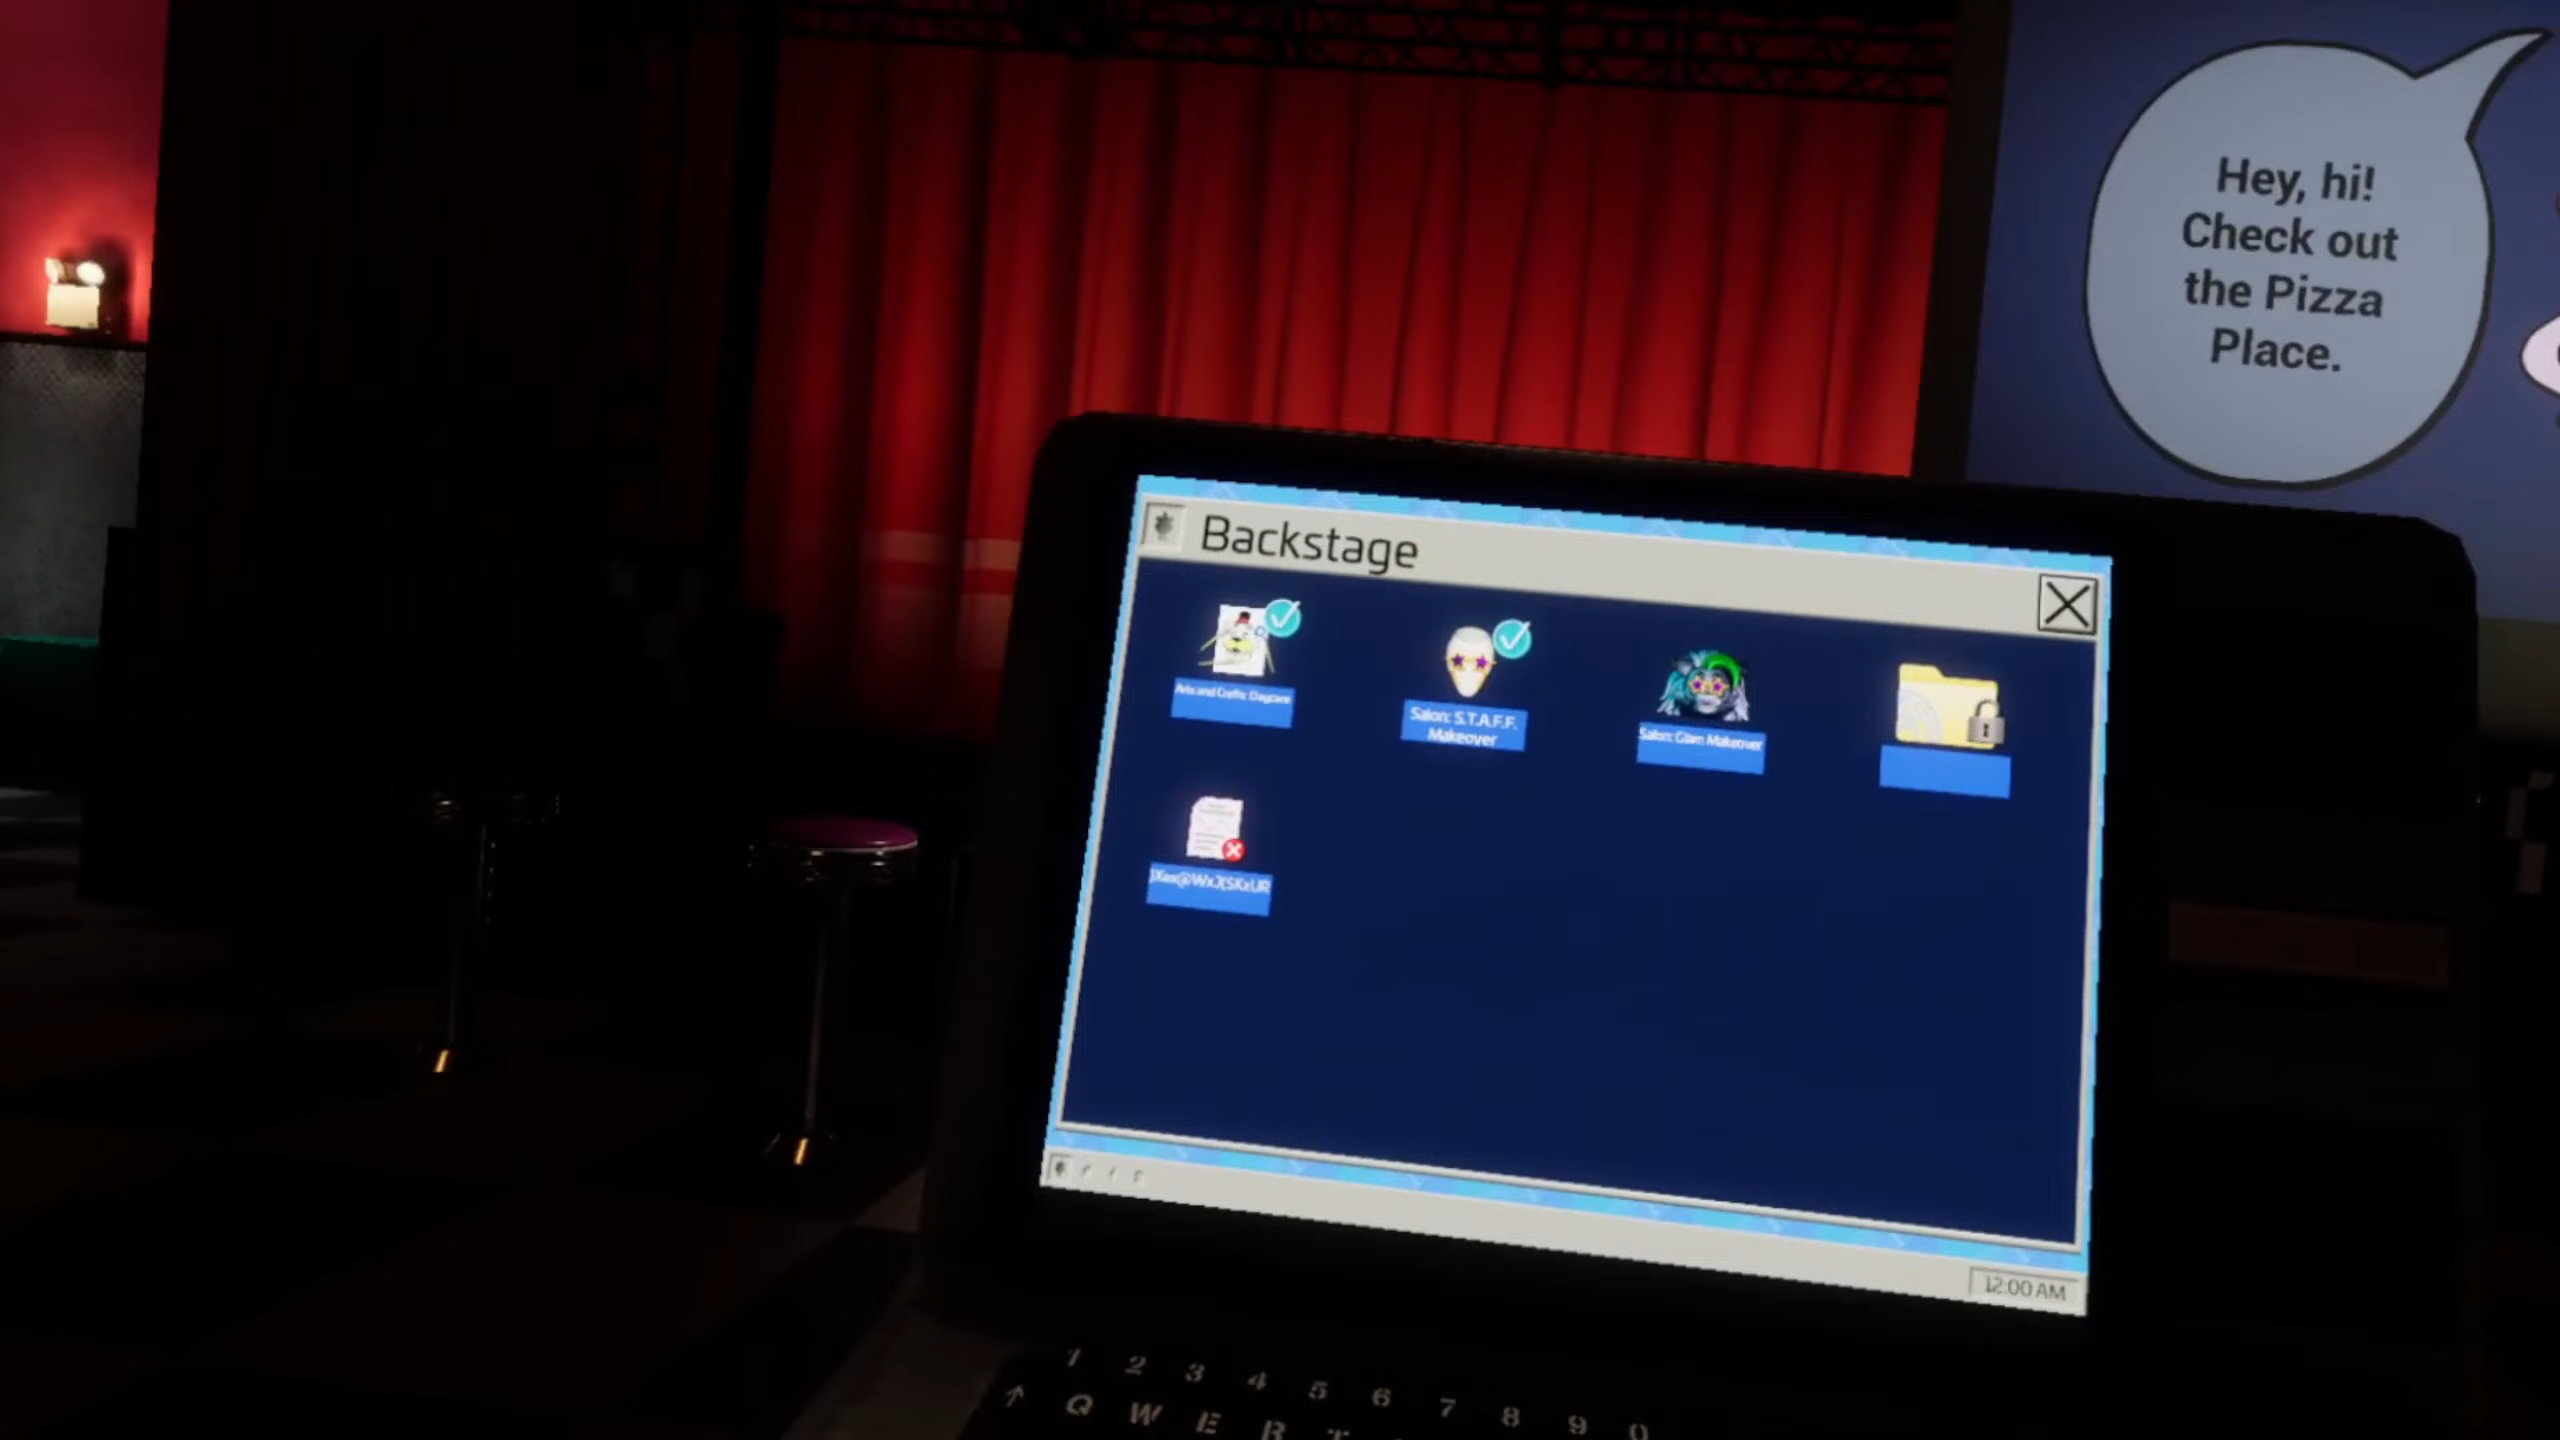 Hey, hi!
Check out
the Pizza
Place.
Backstage
Arts and Crafts: Daycare
Salon: S.T.A.F.F.
Makeover
Salon: Glam Makeover
12:00 AM
1 2 3 4 5 6 7 8 9 0
Q W E R T